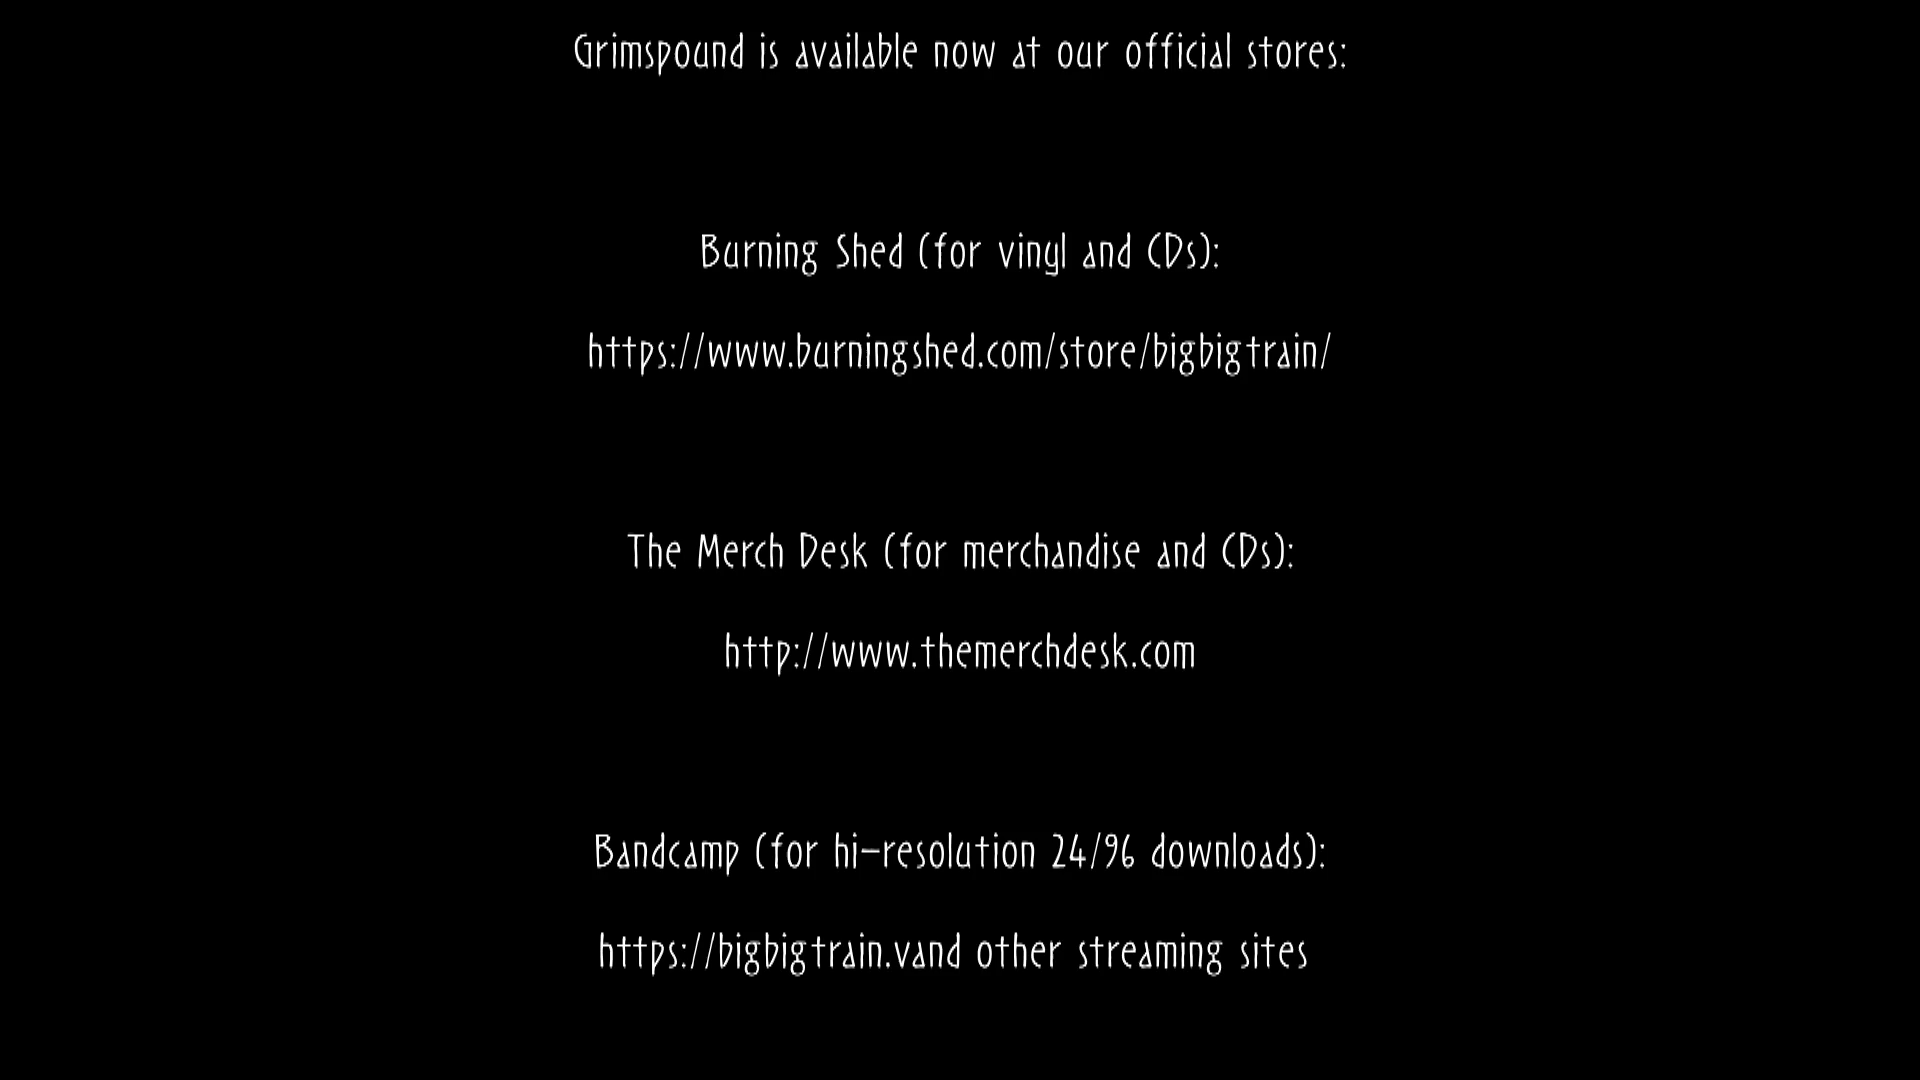 Grimspound is available now at our official stores:
Burning Shed (for vinyl and CDs):
https://www.burningshed.com/store/bigbigtrain/
The Merch Desk (for merchandise and CDs):
http://www.themerchdesk.com
Bandcamp (for hi-resolution 24/96 downloads):
https://bigbigtrain.vand other streaming sites